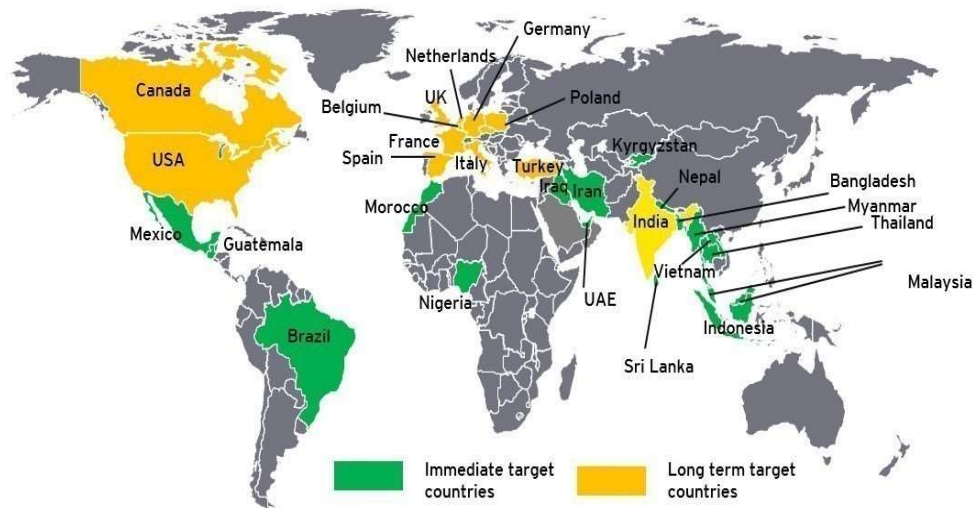 Germany
Netherlands
Canada
UK
Poland
Belgium
France
Kyrgyzstan
USA
Spain
Italy
Turkey
Nepal
Iraq
Iran
Bangladesh
Morocco
India
Myanmar
Thailand
Mexico
Guatemala
Vietnam
Malaysia
Nigeria
UAE
Brazil
Indonesia
Sri Lanka
Immediate target
countries
Long term target
countries